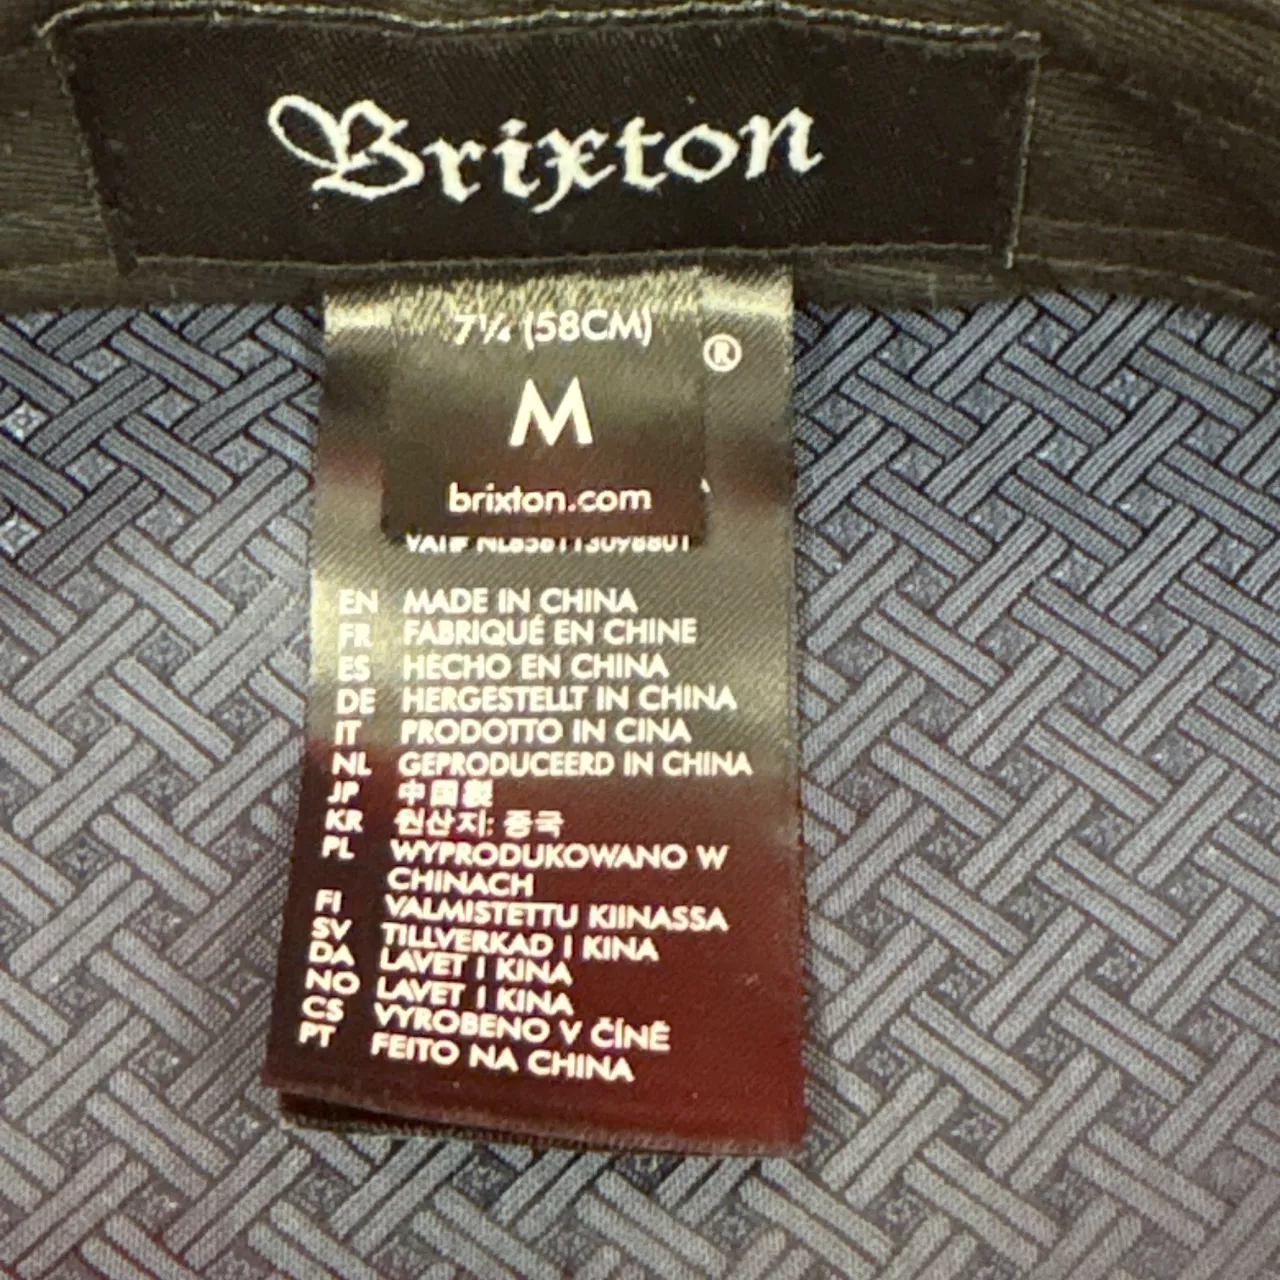 Brixton
7¼ (58CM)
®
M
brixton.com
VAT#
EN MADE IN CHINA
FR FABRIQUÉ EN CHINE
ES HECHO EN CHINA
DE HERGESTELLT IN CHINA
IT PRODOTTO IN CINA
NL GEPRODUCEERD IN CHINA
JP 中国製
KR 원산지: 중국
PL WYPRODUKOWANO W
CHINACH
FI VALMISTETTU KIINASSA
SV TILLVERKAD I KINA
DA LAVET I KINA
NO LAVET I KINA
CS VYROBENO V ČÍNĚ
PT FEITO NA CHINA